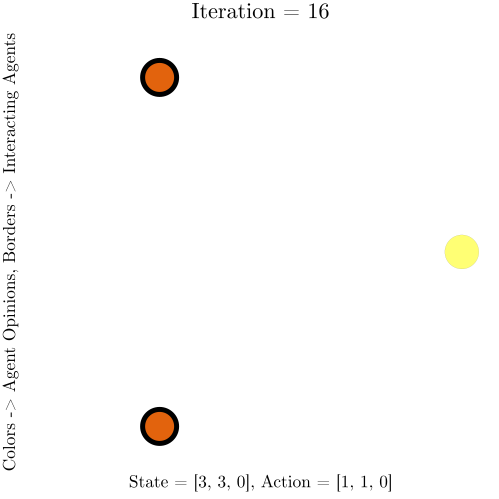 Iteration = 16
Colors -> Agent Opinions, Borders -> Interacting Agents
State = [3, 3, 0], Action = [1, 1, 0]